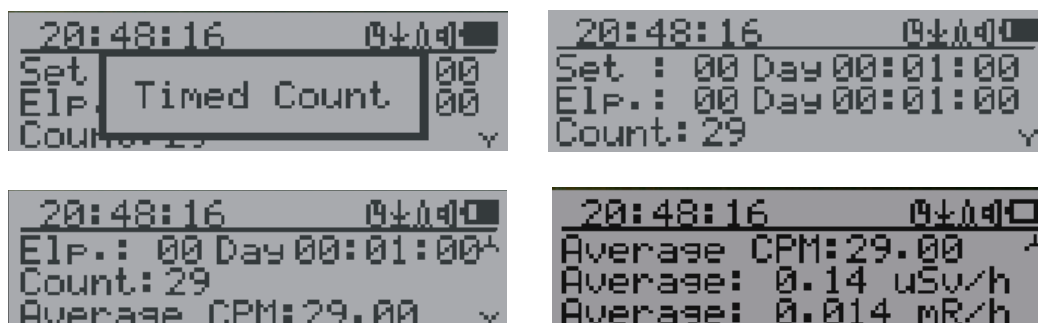 20:48:16
Set 00
Timed Count
Elp. 00
Count: 29
20:48:16
Set : 00 Day 00:01:00
Elp.: 00 Day 00:01:00
Count: 29
20:48:16
Elp.: 00 Day 00:01:00
Count: 29
Average CPM:29.00
20:48:16
Average CPM:29.00
Average: 0.14 uSv/h
Average: 0.014 mR/h